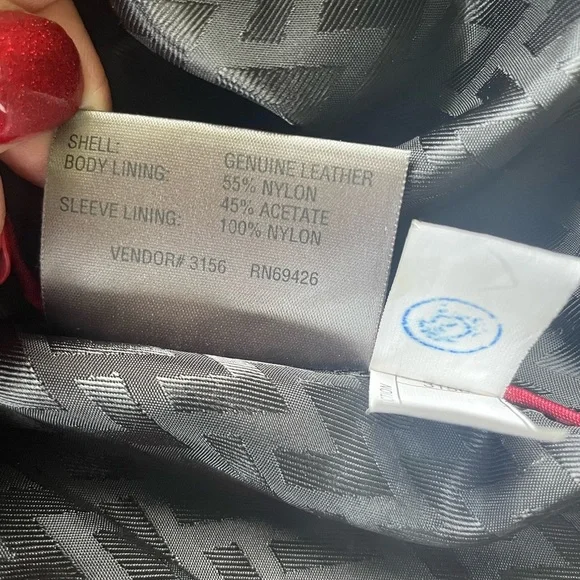 SHELL: GENUINE LEATHER
BODY LINING: 55% NYLON
45% ACETATE
SLEEVE LINING: 100% NYLON
VENDOR# 3156 RN69426